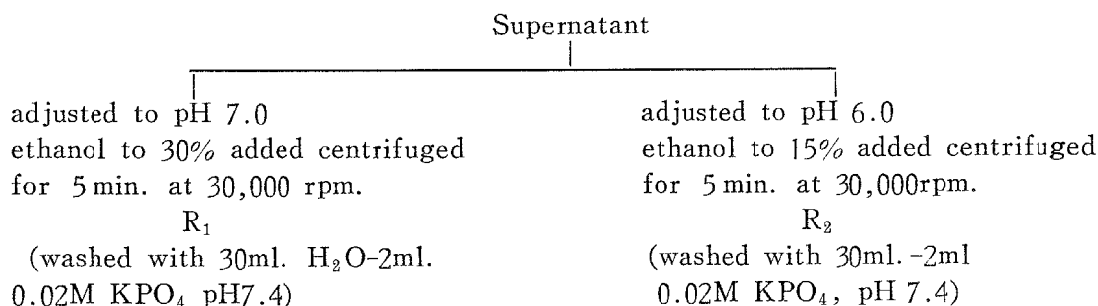 Supernatant
adjusted to pH 7.0
ethanol to 30% added centrifuged
for 5 min. at 30,000 rpm.
R₁
(washed with 30ml. H₂O-2ml.
0.02M KPO₄ pH7.4)
adjusted to pH 6.0
ethanol to 15% added centrifuged
for 5 min. at 30,000rpm.
R₂
(washed with 30ml. -2ml
0.02M KPO₄, pH 7.4)